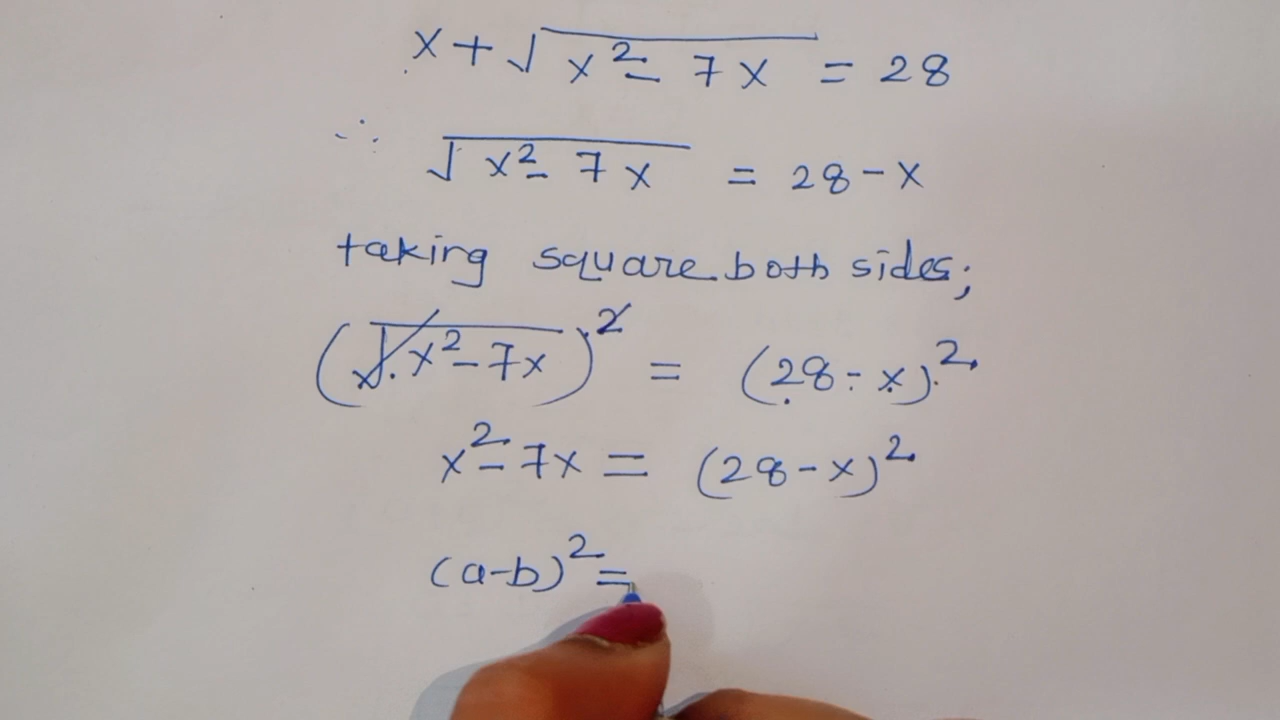 x + √(x² - 7x) = 28
∴ √(x² - 7x) = 28 - x
taking square both sides;
(√(x² - 7x))² = (28 - x)²
x² - 7x = (28 - x)²
(a - b)² =